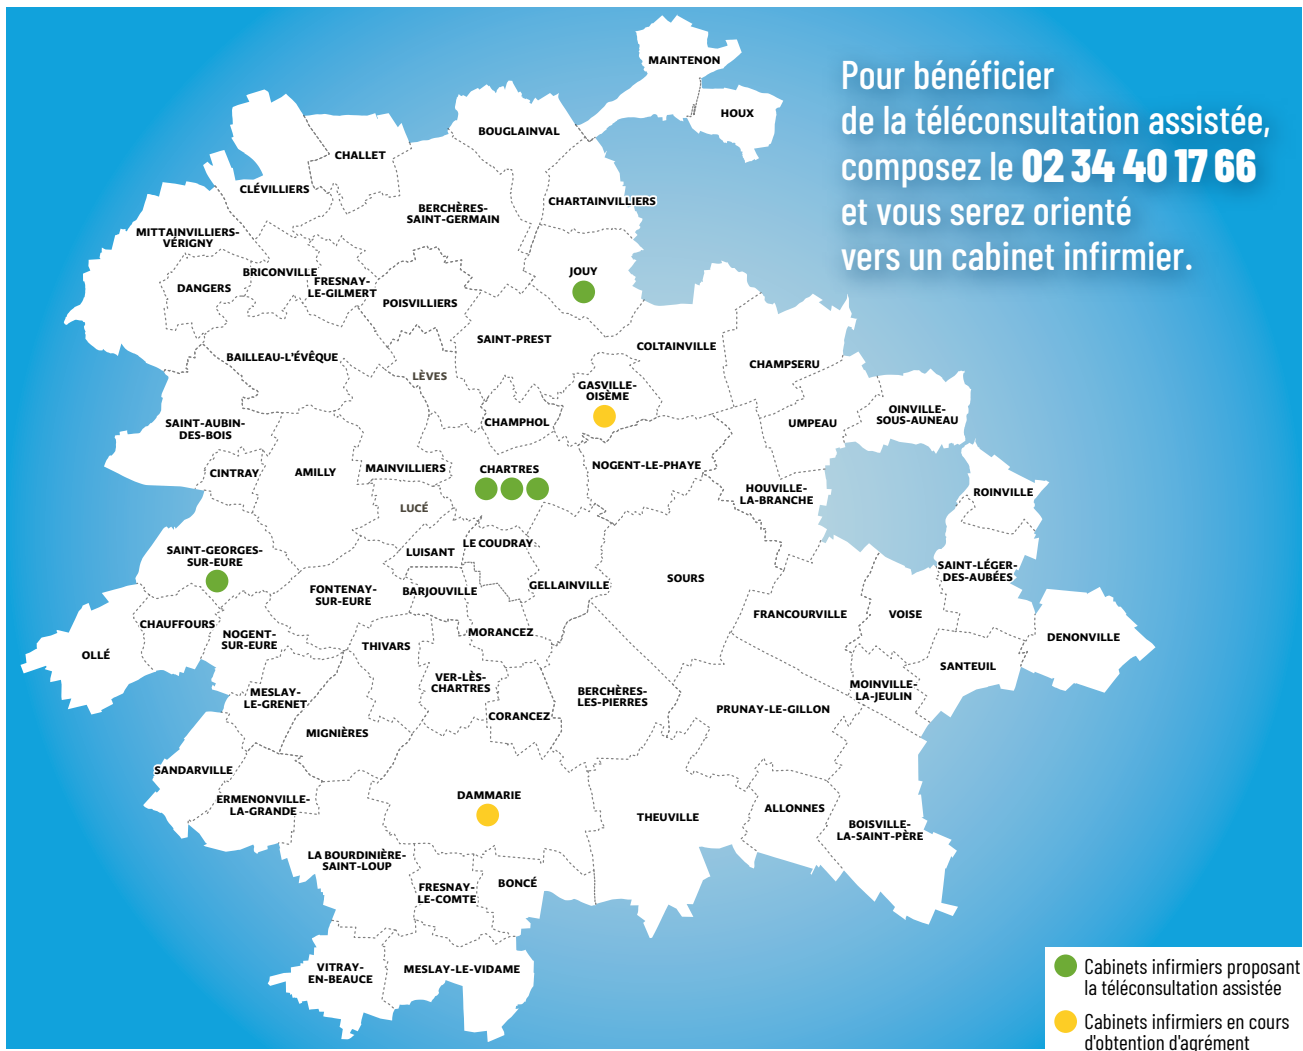 MAINTENON
HOUX
Pour bénéficier
de la téléconsultation assistée,
composez le 02 34 40 17 66
et vous serez orienté
vers un cabinet infirmier.
BOUGLAINVAL
CHALLET
CLÉVILLIERS
CHARTAINVILLIERS
BERCHÈRES-
SAINT-GERMAIN
MITTAINVILLIERS-
VÉRIGNY
BRICONVILLE
JOUY
DANGERS
FRESNAY-
LE-GILMERT
POISVILLIERS
SAINT-PREST
COLTAINVILLE
BAILLEAU-L'ÉVÊQUE
CHAMPSERU
LÈVES
GASVILLE-
OISÈME
OINVILLE-
SOUS-AUNEAU
SAINT-AUBIN-
DES-BOIS
CHAMPHOL
UMPEAU
CINTRAY
AMILLY
MAINVILLIERS
CHARTRES
NOGENT-LE-PHAYE
HOUVILLE-
LA-BRANCHE
ROINVILLE
LUCÉ
SAINT-GEORGES-
SUR-EURE
LUISANT
LE COUDRAY
SAINT-LÉGER-
DES-AUBÉES
SOURS
GELLAINVILLE
FONTENAY-
SUR-EURE
BARJOUVILLE
FRANCOURVILLE
VOISE
CHAUFFOURS
NOGENT-
SUR-EURE
MORANCEZ
DENONVILLE
THIVARS
OLLÉ
SANTEUIL
VER-LÈS-
CHARTRES
MOINVILLE-
LA-JEULIN
MESLAY-
LE-GRENET
BERCHÈRES-
LES-PIERRES
PRUNAY-LE-GILLON
CORANCEZ
MIGNIÈRES
SANDARVILLE
DAMMARIE
ERMENONVILLE-
LA-GRANDE
ALLONNES
THEUVILLE
BOISVILLE-
LA-SAINT-PÈRE
LA BOURDINIÈRE-
SAINT-LOUP
BONCÉ
FRESNAY-
LE-COMTE
VITRAY-
EN-BEAUCE
MESLAY-LE-VIDAME
Cabinets infirmiers proposant
la téléconsultation assistée
Cabinets infirmiers en cours
d'obtention d'agrément